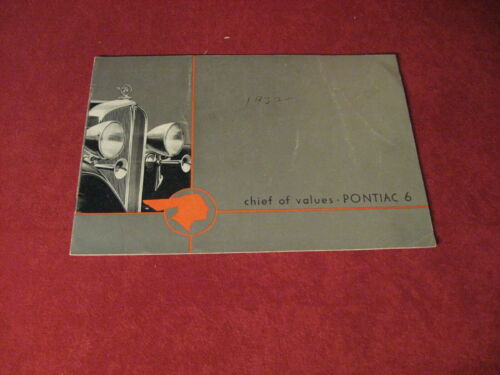 1932
chief of values · PONTIAC 6